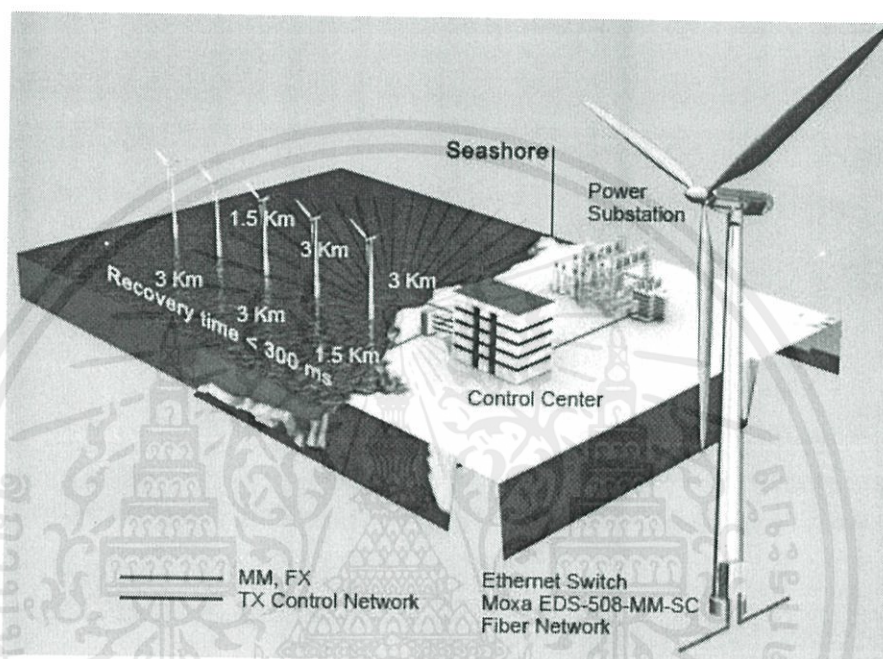 Seashore
Power
Substation
1.5 Km
3 Km
3 Km
3 Km
3 Km
1.5 Km
Recovery time < 300 ms
Control Center
MM, FX
TX Control Network
Ethernet Switch
Moxa EDS-508-MM-SC
Fiber Network